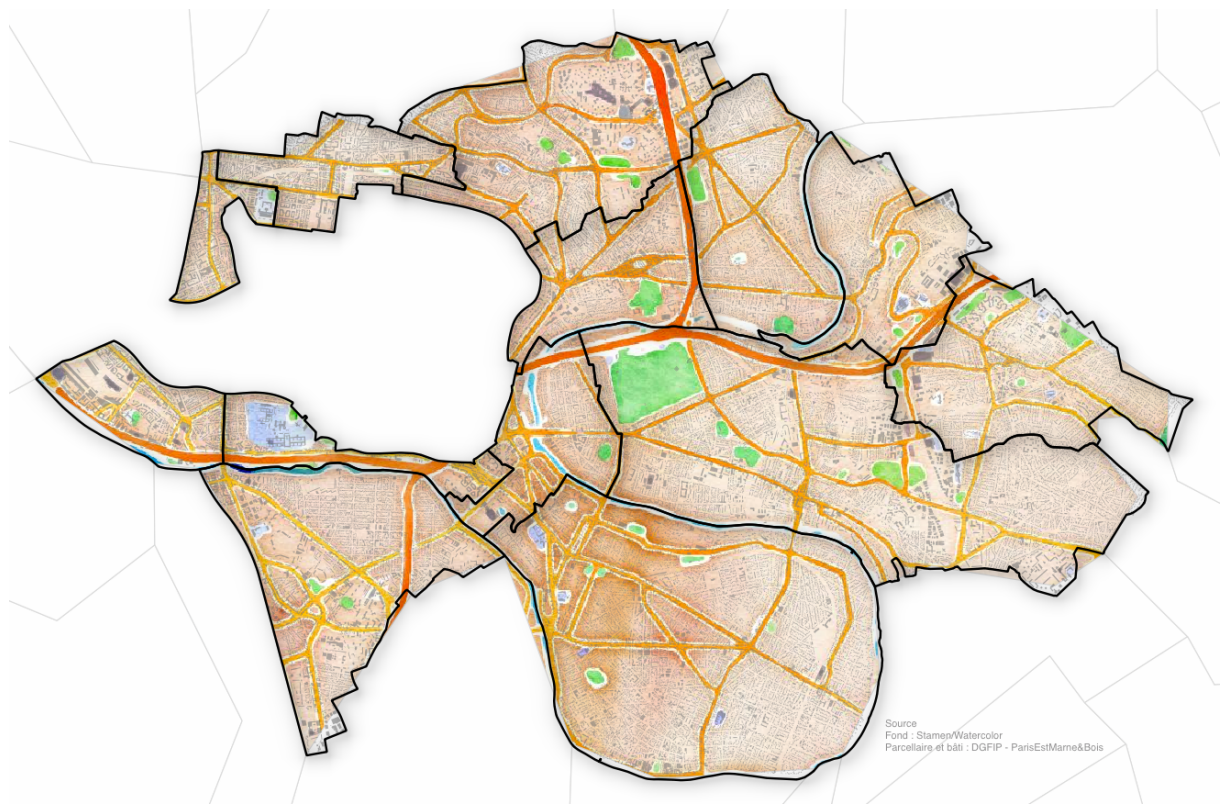 Source
Fond : Stamen/Watercolor
Parcellaire et bâti : DGFIP - ParisEstMarne&Bois